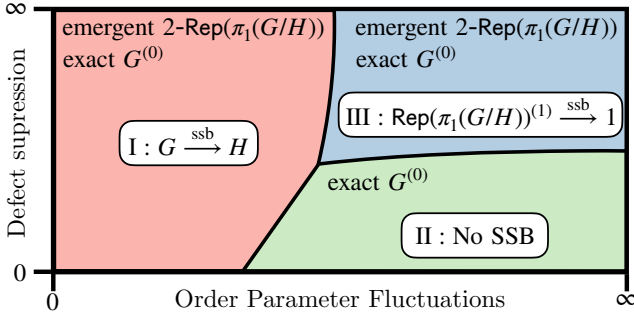 ∞
emergent 2-Rep(π₁(G/H))
exact G⁽⁰⁾
I : G ⟶ H
ssb
emergent 2-Rep(π₁(G/H))
exact G⁽⁰⁾
III : Rep(π₁(G/H))⁽¹⁾ ⟶ 1
ssb
exact G⁽⁰⁾
II : No SSB
Defect supression
0
0
Order Parameter Fluctuations
∞